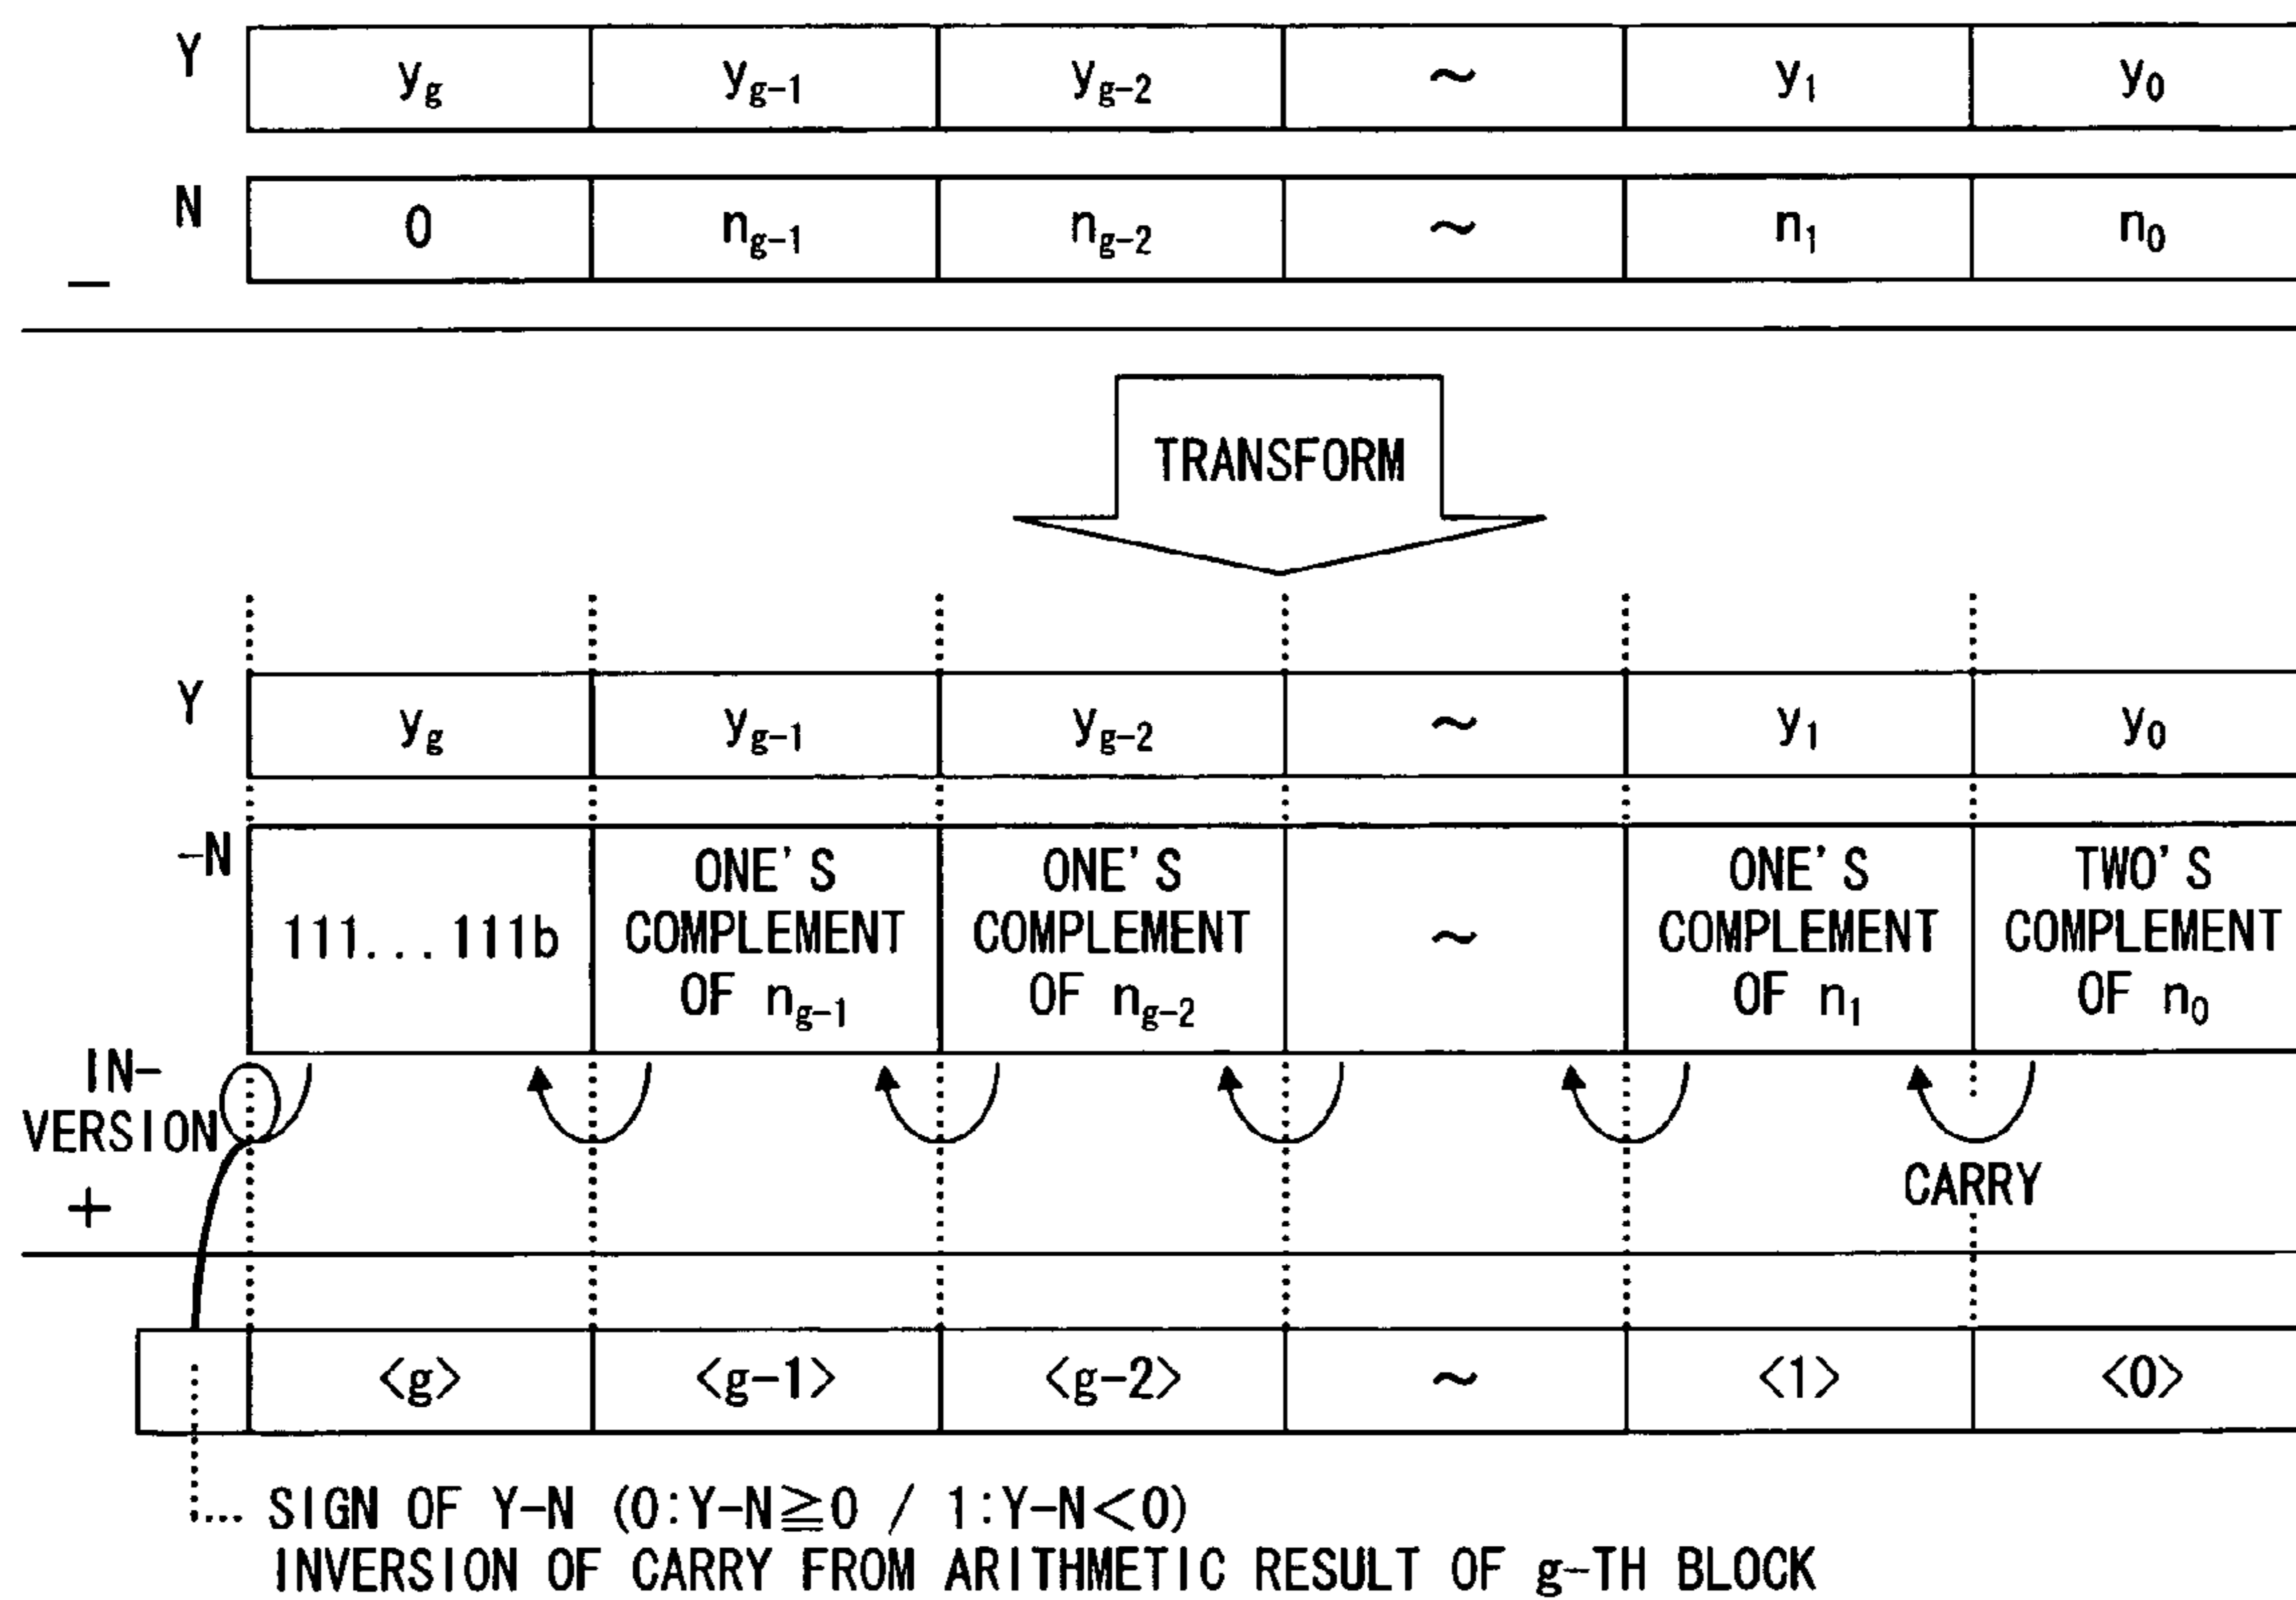 Y y_g y_{g-1} y_{g-2} ~ y_1 y_0
N 0 n_{g-1} n_{g-2} ~ n_1 n_0
−
TRANSFORM
Y y_g y_{g-1} y_{g-2} ~ y_1 y_0
-N 111...111b ONE'S COMPLEMENT OF n_{g-1} ONE'S COMPLEMENT OF n_{g-2} ~ ONE'S COMPLEMENT OF n_1 TWO'S COMPLEMENT OF n_0
IN-
VERSION
CARRY
+
<g> <g-1> <g-2> ~ <1> <0>
... SIGN OF Y-N (0:Y-N≧0 / 1:Y-N<0)
INVERSION OF CARRY FROM ARITHMETIC RESULT OF g-TH BLOCK